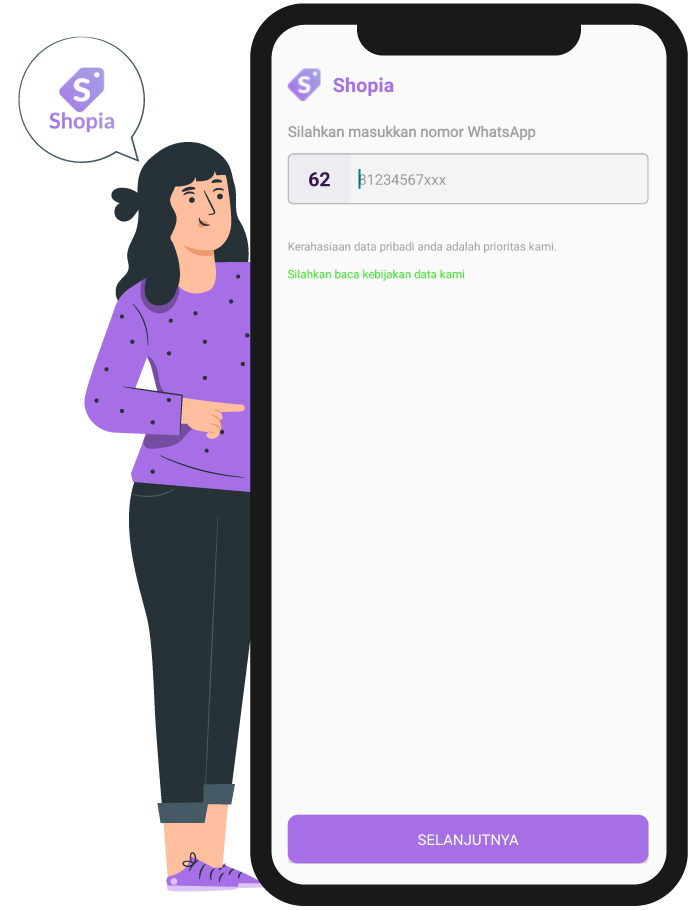 S
Shopia
S
Shopia
Silahkan masukkan nomor WhatsApp
62 81234567xxx
Kerahasiaan data pribadi anda adalah prioritas kami.
Silahkan baca kebijakan data kami
SELANJUTNYA